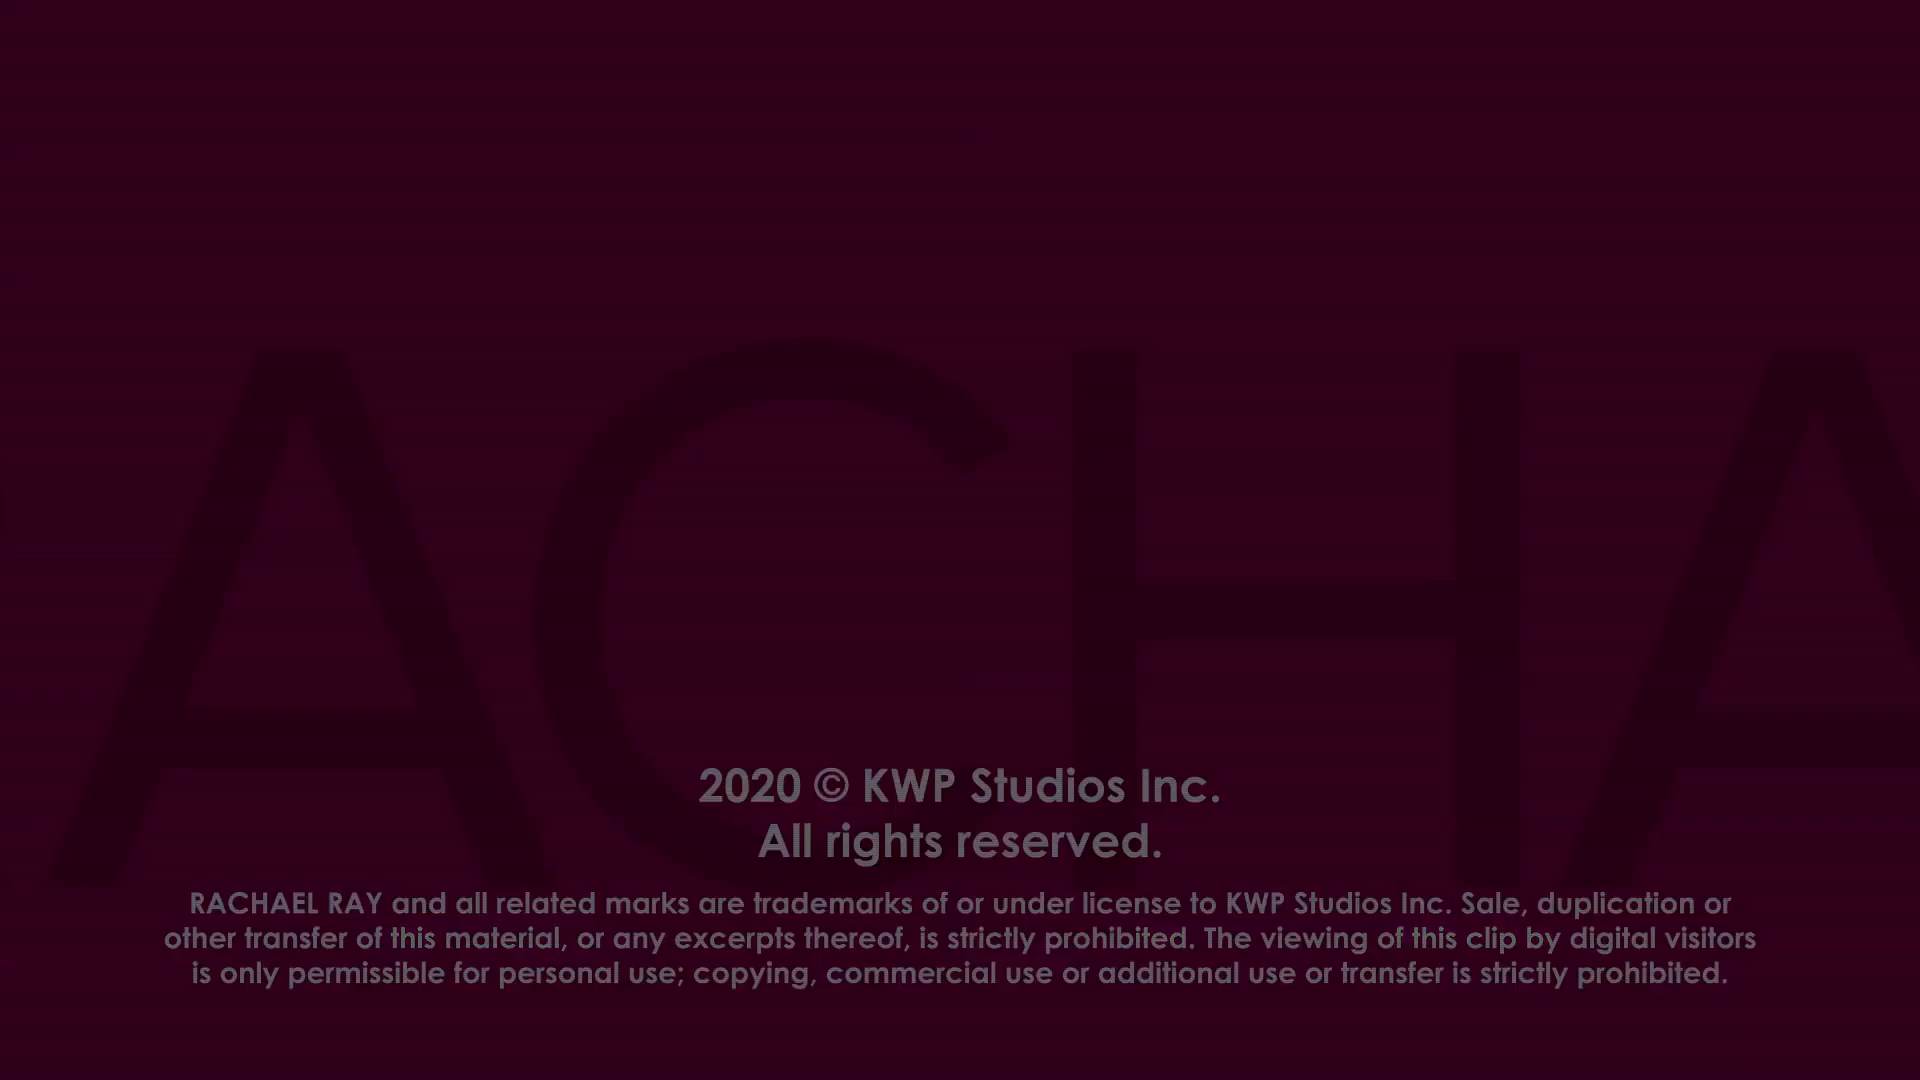 ACHA
2020 © KWP Studios Inc.
All rights reserved.
RACHAEL RAY and all related marks are trademarks of or under license to KWP Studios Inc. Sale, duplication or
other transfer of this material, or any excerpts thereof, is strictly prohibited. The viewing of this clip by digital visitors
is only permissible for personal use; copying, commercial use or additional use or transfer is strictly prohibited.